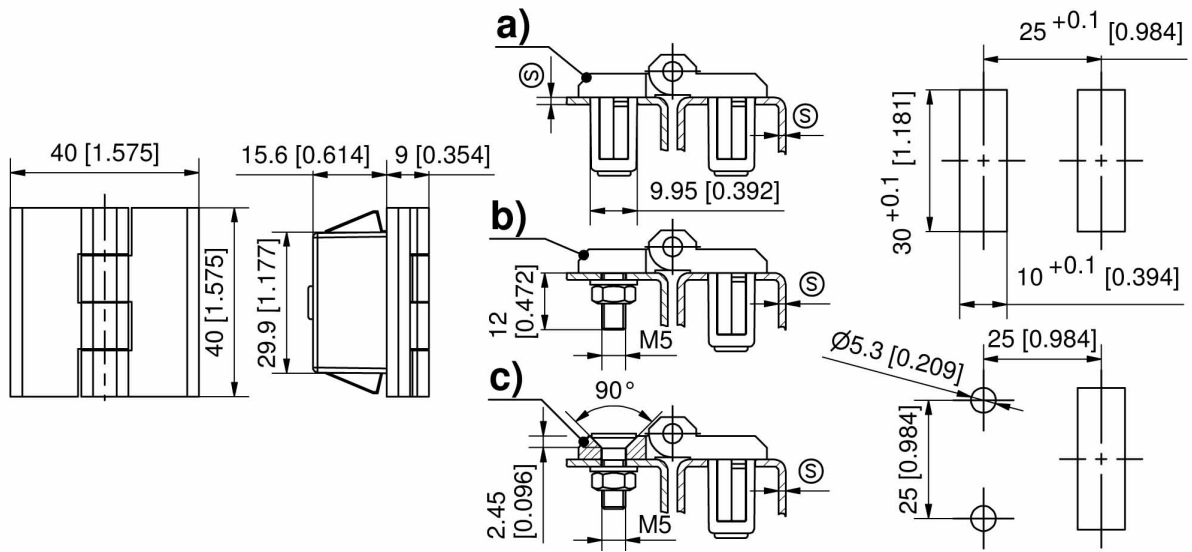 40 [1.575]
40 [1.575]
15.6 [0.614]
9 [0.354]
29.9 [1.177]
a)
Ⓢ
Ⓢ
9.95 [0.392]
b)
Ⓢ
12
[0.472]
M5
c)
90°
Ⓢ
2.45
[0.096]
M5
25 +0.1 [0.984]
30 +0.1 [1.181]
10 +0.1 [0.394]
Ø5.3 [0.209]
25 [0.984]
25 [0.984]